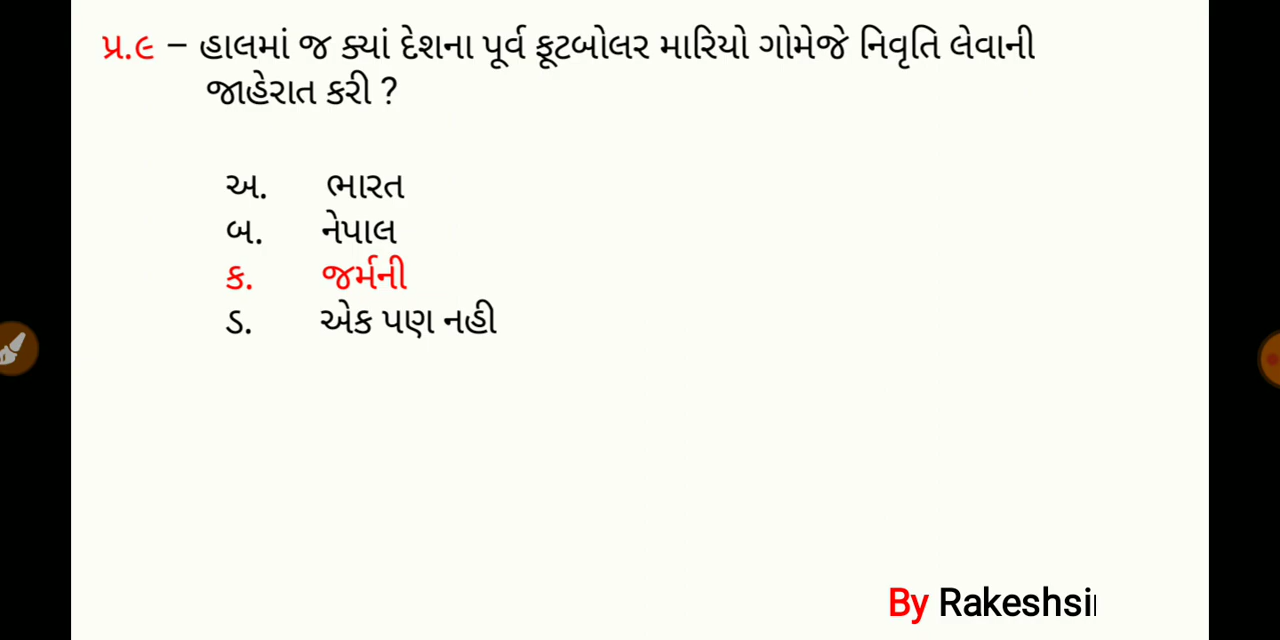 પ્ર.૯ – હાલમાં જ ક્યાં દેશના પૂર્વ ફૂટબોલર મારિયો ગોમેજે નિવૃતિ લેવાની
જાહેરાત કરી ?
અ. ભારત
બ. નેપાલ
ક. જર્મની
ડ. એક પણ નહી
By Rakeshsi